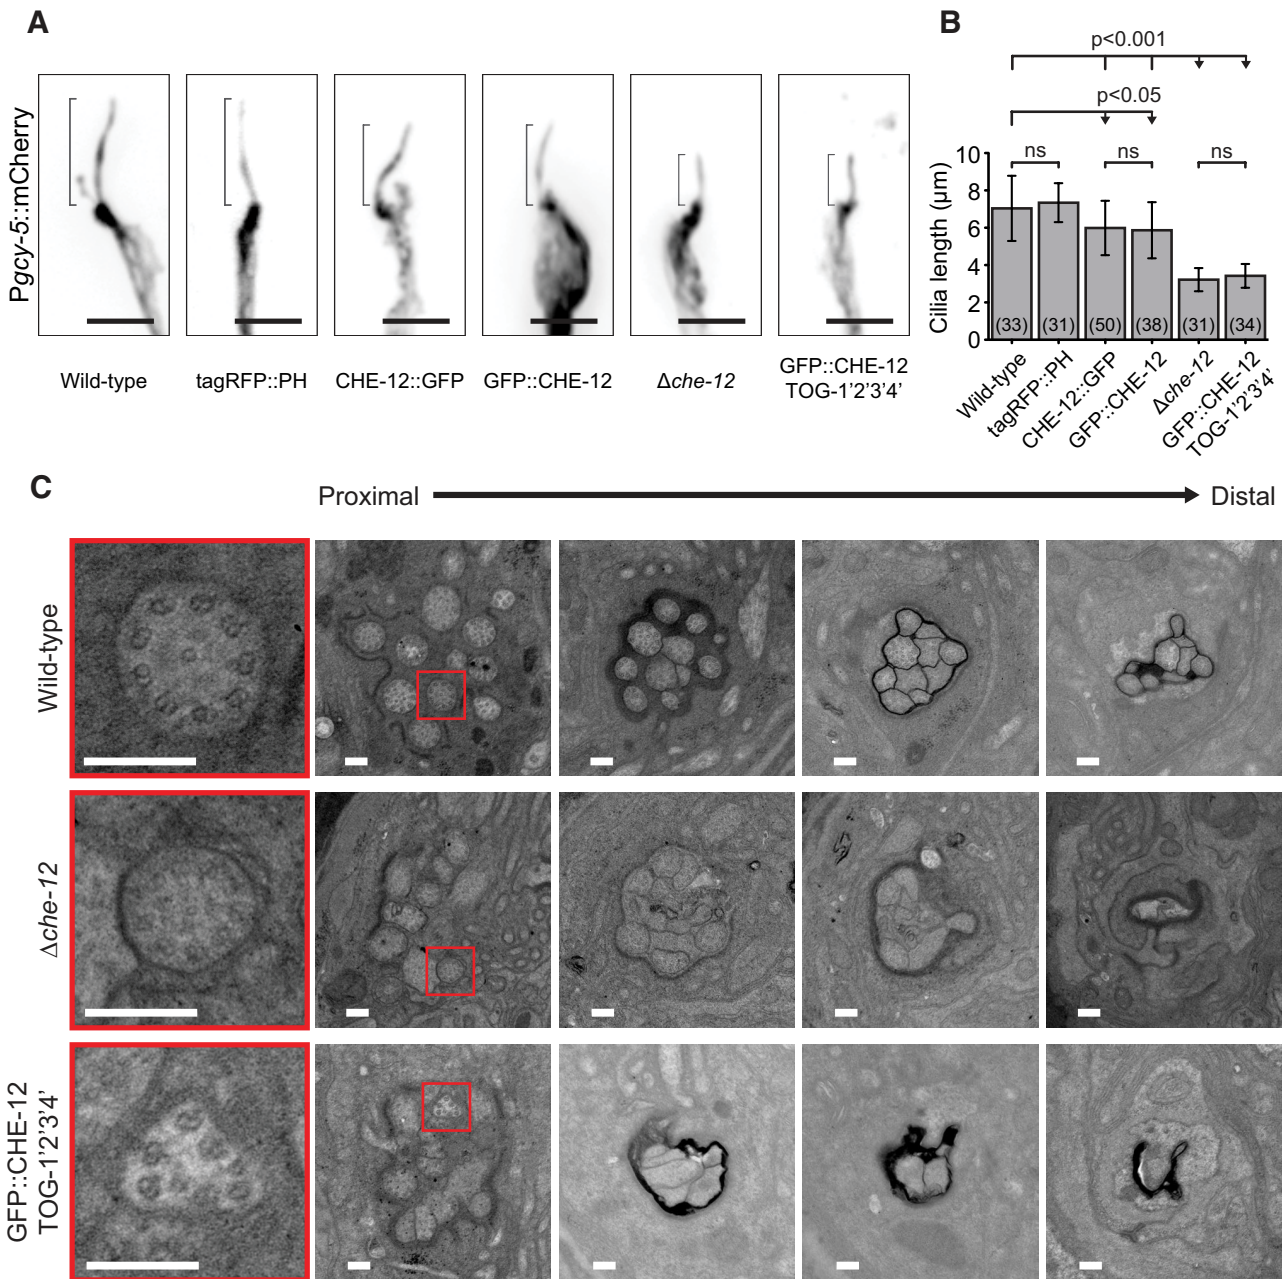 A
Pgcy-5::mCherry
Wild-type
tagRFP::PH
CHE-12::GFP
GFP::CHE-12
Δche-12
GFP::CHE-12
TOG-1'2'3'4'
B
p<0.001
p<0.05
ns
ns
ns
Cilia length (µm)
10
8
6
4
2
0
(33)
(31)
(50)
(38)
(31)
(34)
Wild-type
tagRFP::PH
CHE-12::GFP
GFP::CHE-12
Δche-12
GFP::CHE-12
TOG-1'2'3'4'
C
Proximal
Distal
Wild-type
Δche-12
GFP::CHE-12
TOG-1'2'3'4'